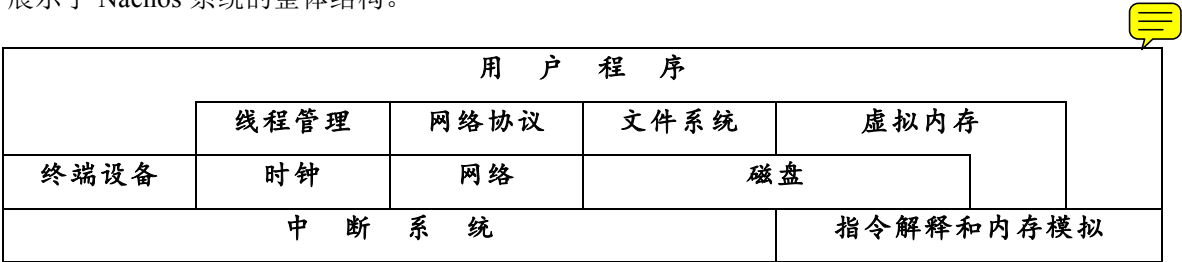 展示了 Nachos 系统的整体结构。
用 户 程 序
线程管理 网络协议 文件系统 虚拟内存
终端设备 时钟 网络 磁盘
中 断 系 统 指令解释和内存模拟